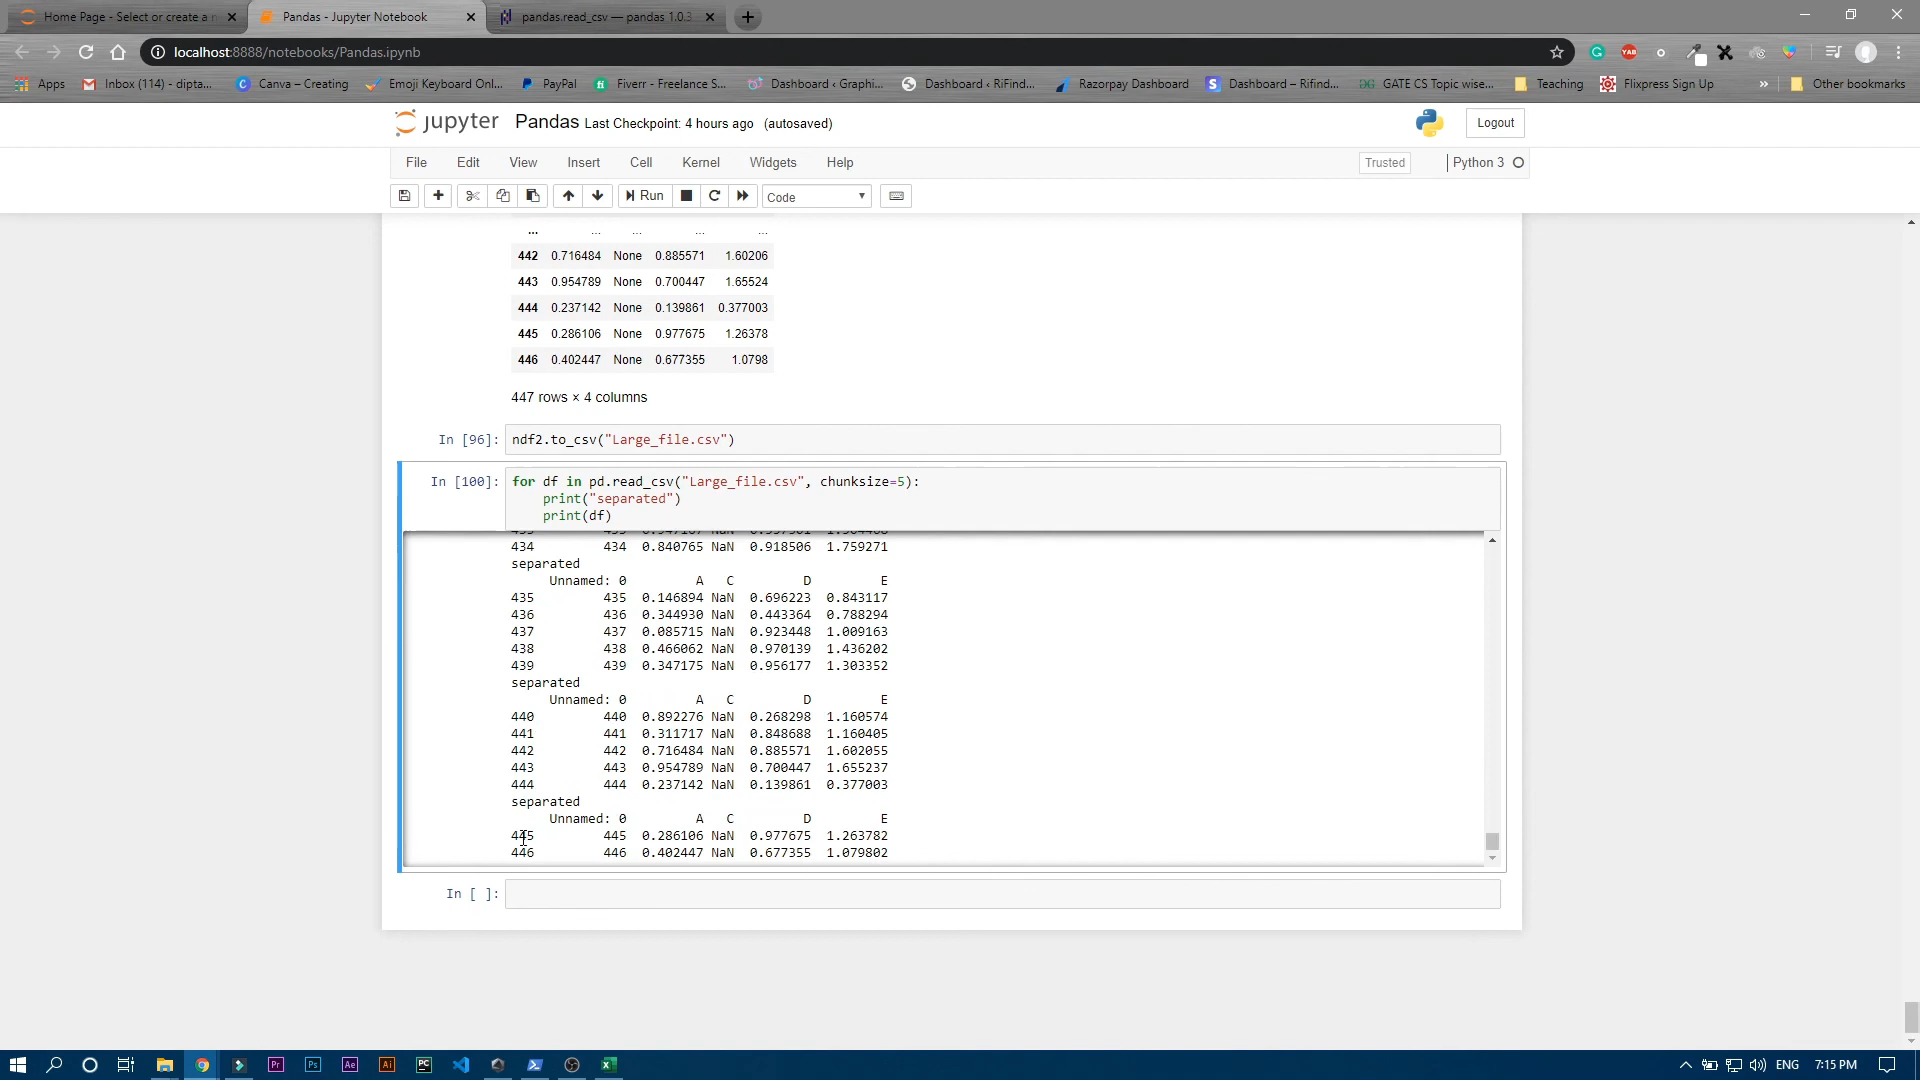 Home Page - Select or create a n
Pandas - Jupyter Notebook
pandas.read_csv — pandas 1.0.3
localhost:8888/notebooks/Pandas.ipynb
Apps
Inbox (114) - dipta...
Canva – Creating
Emoji Keyboard Onl...
PayPal
Fiverr - Freelance S...
Dashboard ‹ Graphi...
Dashboard ‹ RiFind...
Razorpay Dashboard
Dashboard – Rifind...
GATE CS Topic wise...
Teaching
Flixpress Sign Up
»
Other bookmarks
jupyter Pandas Last Checkpoint: 4 hours ago (autosaved)
Logout
File Edit View Insert Cell Kernel Widgets Help
Trusted
Python 3
Run
Code
... ... ... ... ...
442 0.716484 None 0.885571 1.60206
443 0.954789 None 0.700447 1.65524
444 0.237142 None 0.139861 0.377003
445 0.286106 None 0.977675 1.26378
446 0.402447 None 0.677355 1.0798
447 rows × 4 columns
In [96]: ndf2.to_csv("Large_file.csv")
In [100]: for df in pd.read_csv("Large_file.csv", chunksize=5):
print("separated")
print(df)
434 434 0.840765 NaN 0.918506 1.759271
separated
Unnamed: 0 A C D E
435 435 0.146894 NaN 0.696223 0.843117
436 436 0.344930 NaN 0.443364 0.788294
437 437 0.085715 NaN 0.923448 1.009163
438 438 0.466062 NaN 0.970139 1.436202
439 439 0.347175 NaN 0.956177 1.303352
separated
Unnamed: 0 A C D E
440 440 0.892276 NaN 0.268298 1.160574
441 441 0.311717 NaN 0.848688 1.160405
442 442 0.716484 NaN 0.885571 1.602055
443 443 0.954789 NaN 0.700447 1.655237
444 444 0.237142 NaN 0.139861 0.377003
separated
Unnamed: 0 A C D E
445 445 0.286106 NaN 0.977675 1.263782
446 446 0.402447 NaN 0.677355 1.079802
In [ ]:
Pr
Ps
Ae
Ai
PC
ENG
7:15 PM